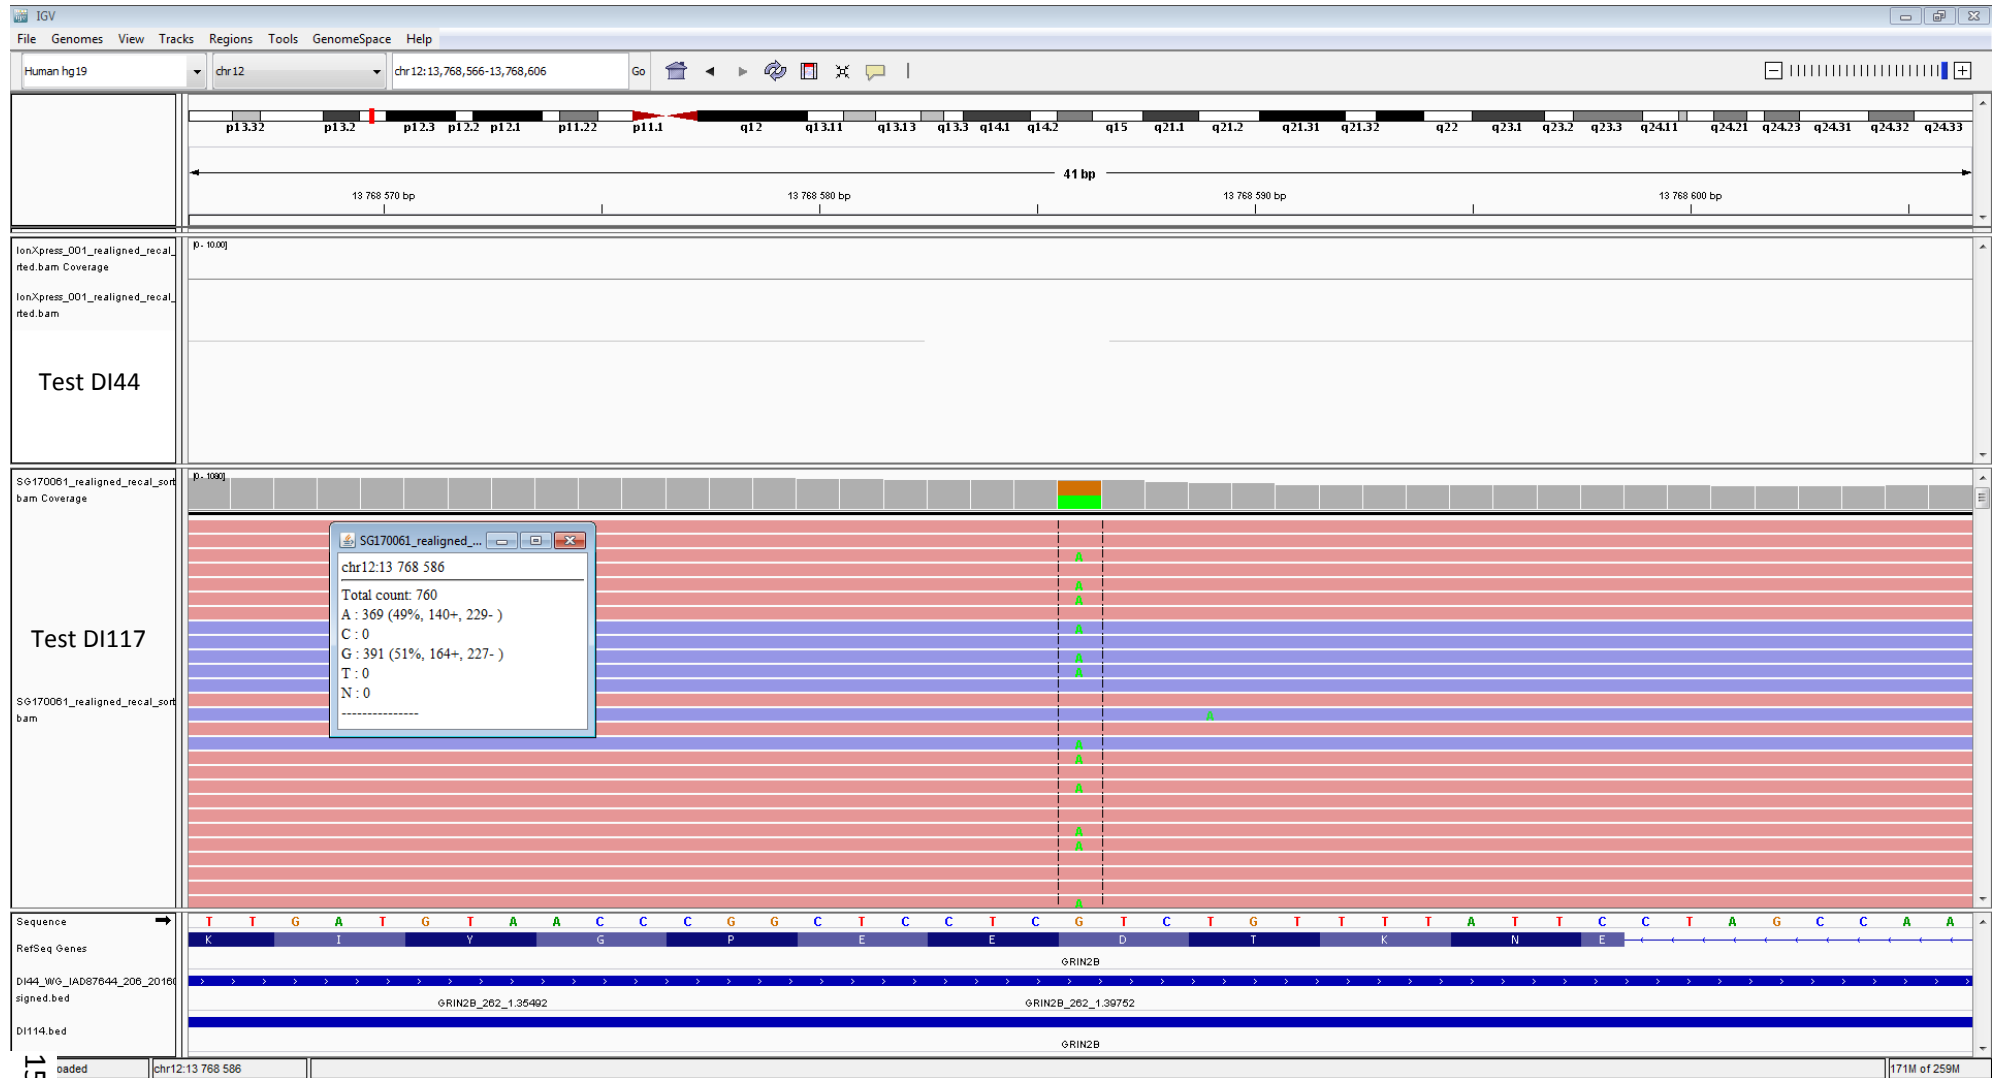 IGV
File Genomes View Tracks Regions Tools GenomeSpace Help
Human hg19 chr12 chr12:13,768,566-13,768,606 Go
p13.32 p13.2 p12.3 p12.2 p12.1 p11.22 p11.1 q12 q13.11 q13.13 q13.3 q14.1 q14.2 q15 q21.1 q21.2 q21.31 q21.32 q22 q23.1 q23.2 q23.3 q24.11 q24.21 q24.23 q24.31 q24.32 q24.33
41 bp
13 768 570 bp 13 768 580 bp 13 768 590 bp 13 768 600 bp
IonXpress_001_realigned_recal_
rted.bam Coverage
[0 - 10.00]
IonXpress_001_realigned_recal_
rted.bam
Test DI44
SG170061_realigned_recal_sort
bam Coverage
[0 - 1080]
SG170061_realigned_...
chr12:13 768 586
Total count: 760
A : 369 (49%, 140+, 229- )
C : 0
G : 391 (51%, 164+, 227- )
T : 0
N : 0
---------------
A
A
A
A
A
A
A
A
A
A
A
A
A
Test DI117
SG170061_realigned_recal_sort
bam
Sequence T T G A T G T A A C C C G G C T C C T C G T C T G T T T T A T T C C T A G C C A A
RefSeq Genes K I Y G P E E D T K N E
GRIN2B
DI44_WG_IAD87644_206_2016
signed.bed
GRIN2B_262_1.35492 GRIN2B_262_1.39752
DI114.bed
GRIN2B
15
oaded chr12:13 768 586 171M of 259M